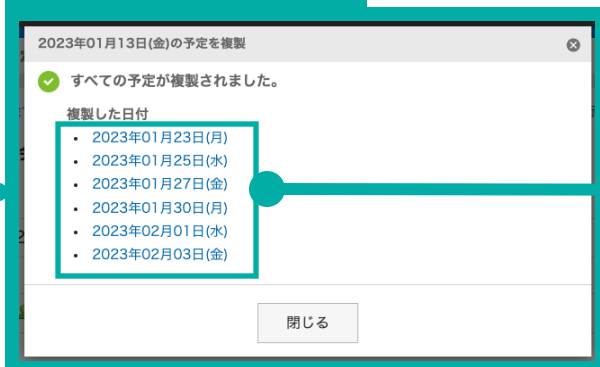 2023年01月13日(金)の予定を複製
すべての予定が複製されました。
複製した日付
• 2023年01月23日(月)
• 2023年01月25日(水)
• 2023年01月27日(金)
• 2023年01月30日(月)
• 2023年02月01日(水)
• 2023年02月03日(金)
閉じる